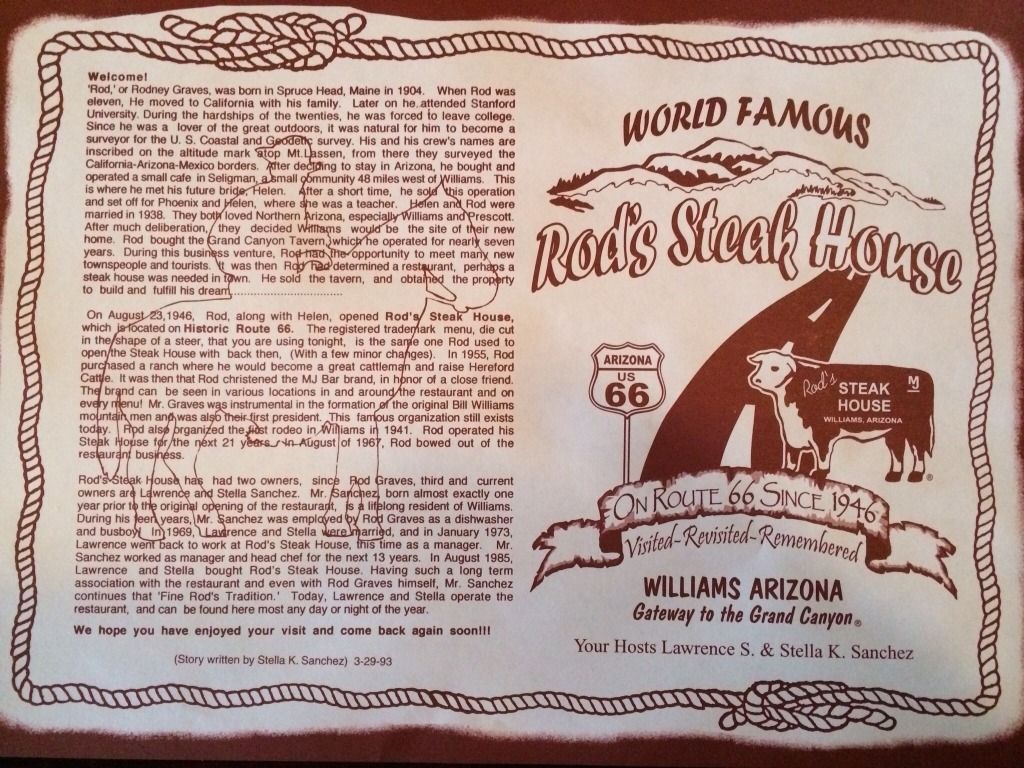 Welcome!
'Rod,' or Rodney Graves, was born in Spruce Head, Maine in 1904. When Rod was
eleven, He moved to California with his family. Later on he attended Stanford
University. During the hardships of the twenties, he was forced to leave college.
Since he was a lover of the great outdoors, it was natural for him to become a
surveyor for the U. S. Coastal and Geodetic survey. His and his crew's names are
inscribed on the altitude mark atop Mt.Lassen, from there they surveyed the
California-Arizona-Mexico borders. After deciding to stay in Arizona, he bought and
operated a small cafe in Seligman, a small ommunity 48 miles west of Williams. This
is where he met his future bride, Helen. After a short time, he sold this operation
and set off for Phoenix and Helen, where she was a teacher. Helen and Rod were
married in 1938. They both loved Northern Arizona, especially Williams and Prescott.
After much deliberation, they decided Williams would be the site of their new
home. Rod bought the Grand Canyon Tavern, which he operated for nearly seven
years. During this business venture, Rod had the opportunity to meet many new
townspeople and tourists. It was then Rod had determined a restaurant, perhaps a
steak house was needed in town. He sold the tavern, and obtained the property
to build and fulfill his dream..............................
On August 23,1946, Rod, along with Helen, opened Rod's Steak House,
which is located on Historic Route 66. The registered trademark menu, die cut
in the shape of a steer, that you are using tonight, is the same one Rod used to
open the Steak House with back then, (With a few minor changes). In 1955, Rod
purchased a ranch where he would become a great cattleman and raise Hereford
Cattle. It was then that Rod christened the MJ Bar brand, in honor of a close friend.
The brand can be seen in various locations in and around the restaurant and on
every menu! Mr. Graves was instrumental in the formation of the original Bill Williams
mountain men and was also their first president. This famous organization still exists
today. Rod also organized the first rodeo in Williams in 1941. Rod operated his
Steak House for the next 21 years. In August of 1967, Rod bowed out of the
restaurant business.
Rod's Steak House has had two owners, since Rod Graves, third and current
owners are Lawrence and Stella Sanchez. Mr. Sanchez, born almost exactly one
year prior to the original opening of the restaurant, is a lifelong resident of Williams.
During his teen years, Mr. Sanchez was employed by Rod Graves as a dishwasher
and busboy. In 1969, Lawrence and Stella were married, and in January 1973,
Lawrence went back to work at Rod's Steak House, this time as a manager. Mr.
Sanchez worked as manager and head chef for the next 13 years. In August 1985,
Lawrence and Stella bought Rod's Steak House. Having such a long term
association with the restaurant and even with Rod Graves himself, Mr. Sanchez
continues that 'Fine Rod's Tradition.' Today, Lawrence and Stella operate the
restaurant, and can be found here most any day or night of the year.
We hope you have enjoyed your visit and come back again soon!!!
(Story written by Stella K. Sanchez) 3-29-93
WORLD FAMOUS
Rod's Steak House
ARIZONA
US
66
Rod's
STEAK
HOUSE
WILLIAMS, ARIZONA
ON ROUTE 66 SINCE 1946
Visited-Revisited-Remembered
WILLIAMS ARIZONA
Gateway to the Grand Canyon®
Your Hosts Lawrence S. & Stella K. Sanchez